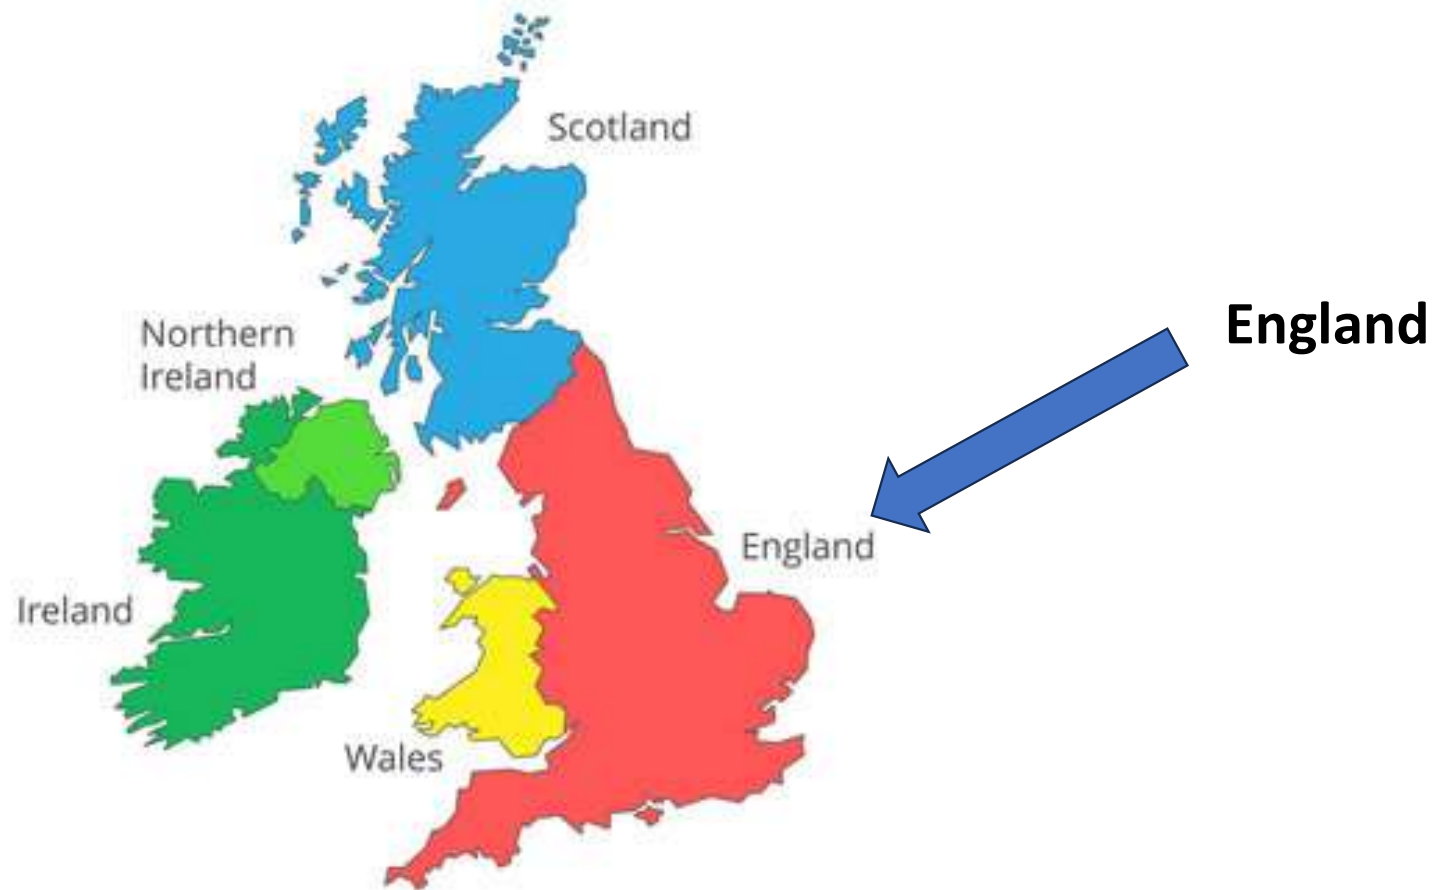 Scotland
Northern
Ireland
England
England
Ireland
Wales